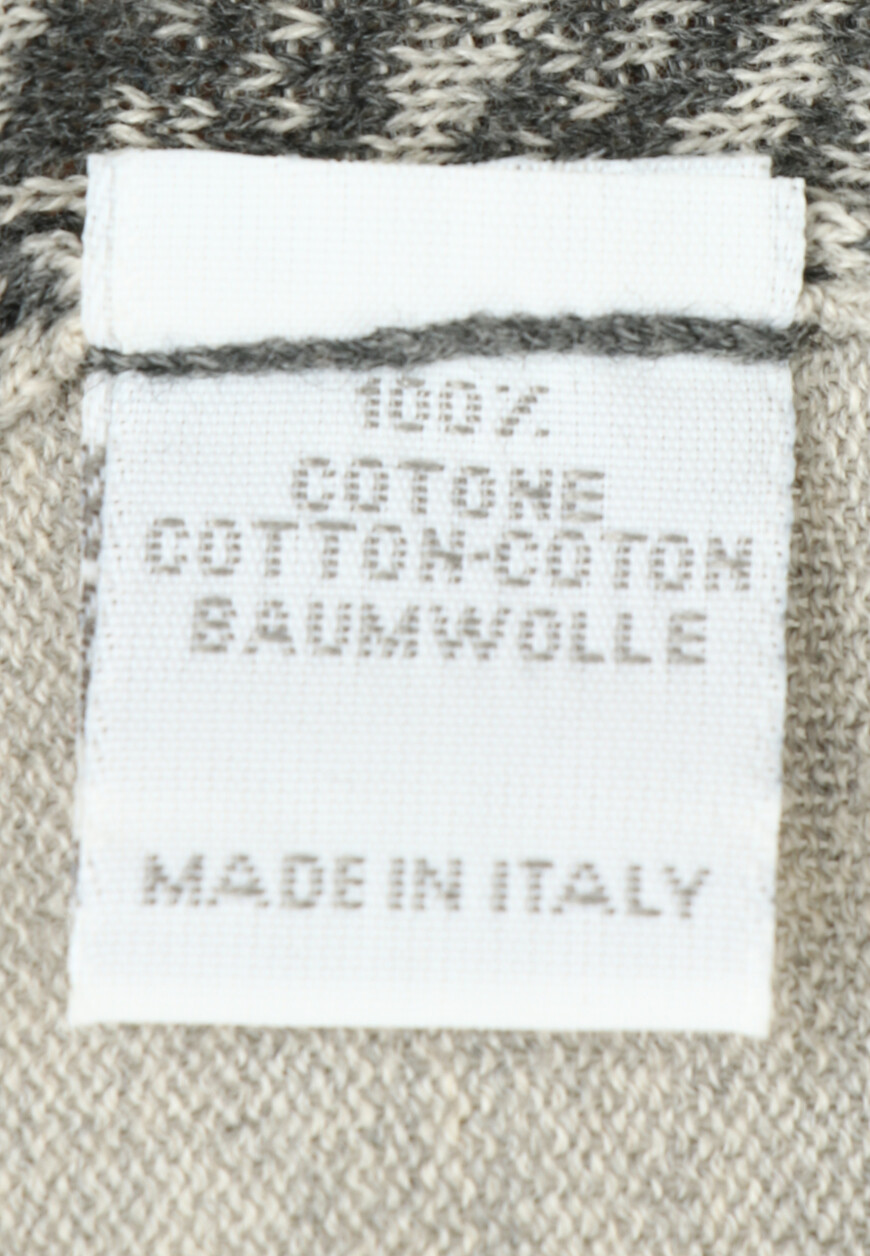 100%
COTONE
COTTON-COTON
BAUMWOLLE
MADE IN ITALY